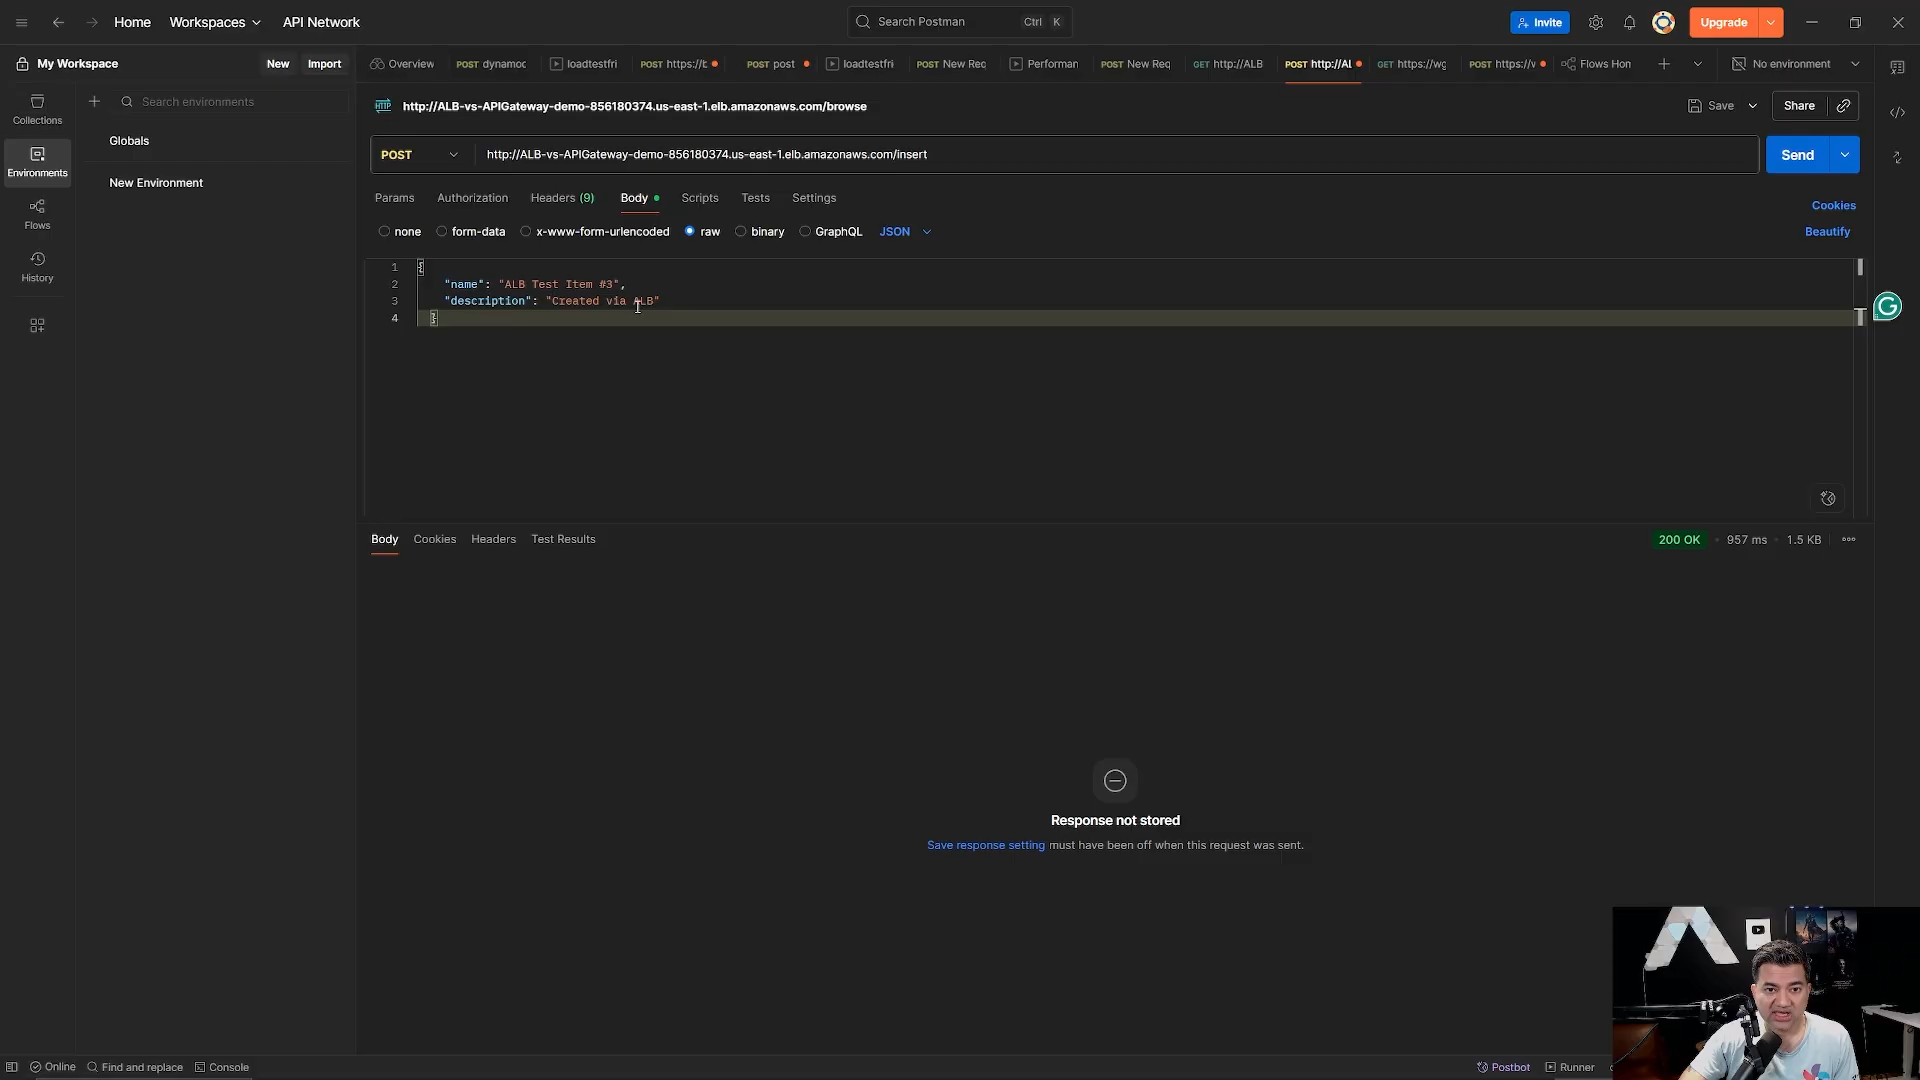 Home
Workspaces
API Network
Search Postman
Ctrl K
Invite
Upgrade
My Workspace
New
Import
Overview
POST dynamoc
loadtestfri
POST https://t
POST post
loadtestfri
POST New Rec
Performan
POST New Req
GET http://ALB
POST http://AL
GET https://wg
POST https://v
Flows Hon
No environment
Collections
Environments
Flows
History
Search environments
Globals
New Environment
HTTP
http://ALB-vs-APIGateway-demo-856180374.us-east-1.elb.amazonaws.com/browse
Save
Share
POST
http://ALB-vs-APIGateway-demo-856180374.us-east-1.elb.amazonaws.com/insert
Send
Params
Authorization
Headers (9)
Body
Scripts
Tests
Settings
Cookies
none
form-data
x-www-form-urlencoded
raw
binary
GraphQL
JSON
Beautify
1 {
2 "name": "ALB Test Item #3",
3 "description": "Created via ALB"
4 }
Body
Cookies
Headers
Test Results
200 OK
957 ms
1.5 KB
Response not stored
Save response setting must have been off when this request was sent.
Online
Find and replace
Console
Postbot
Runner